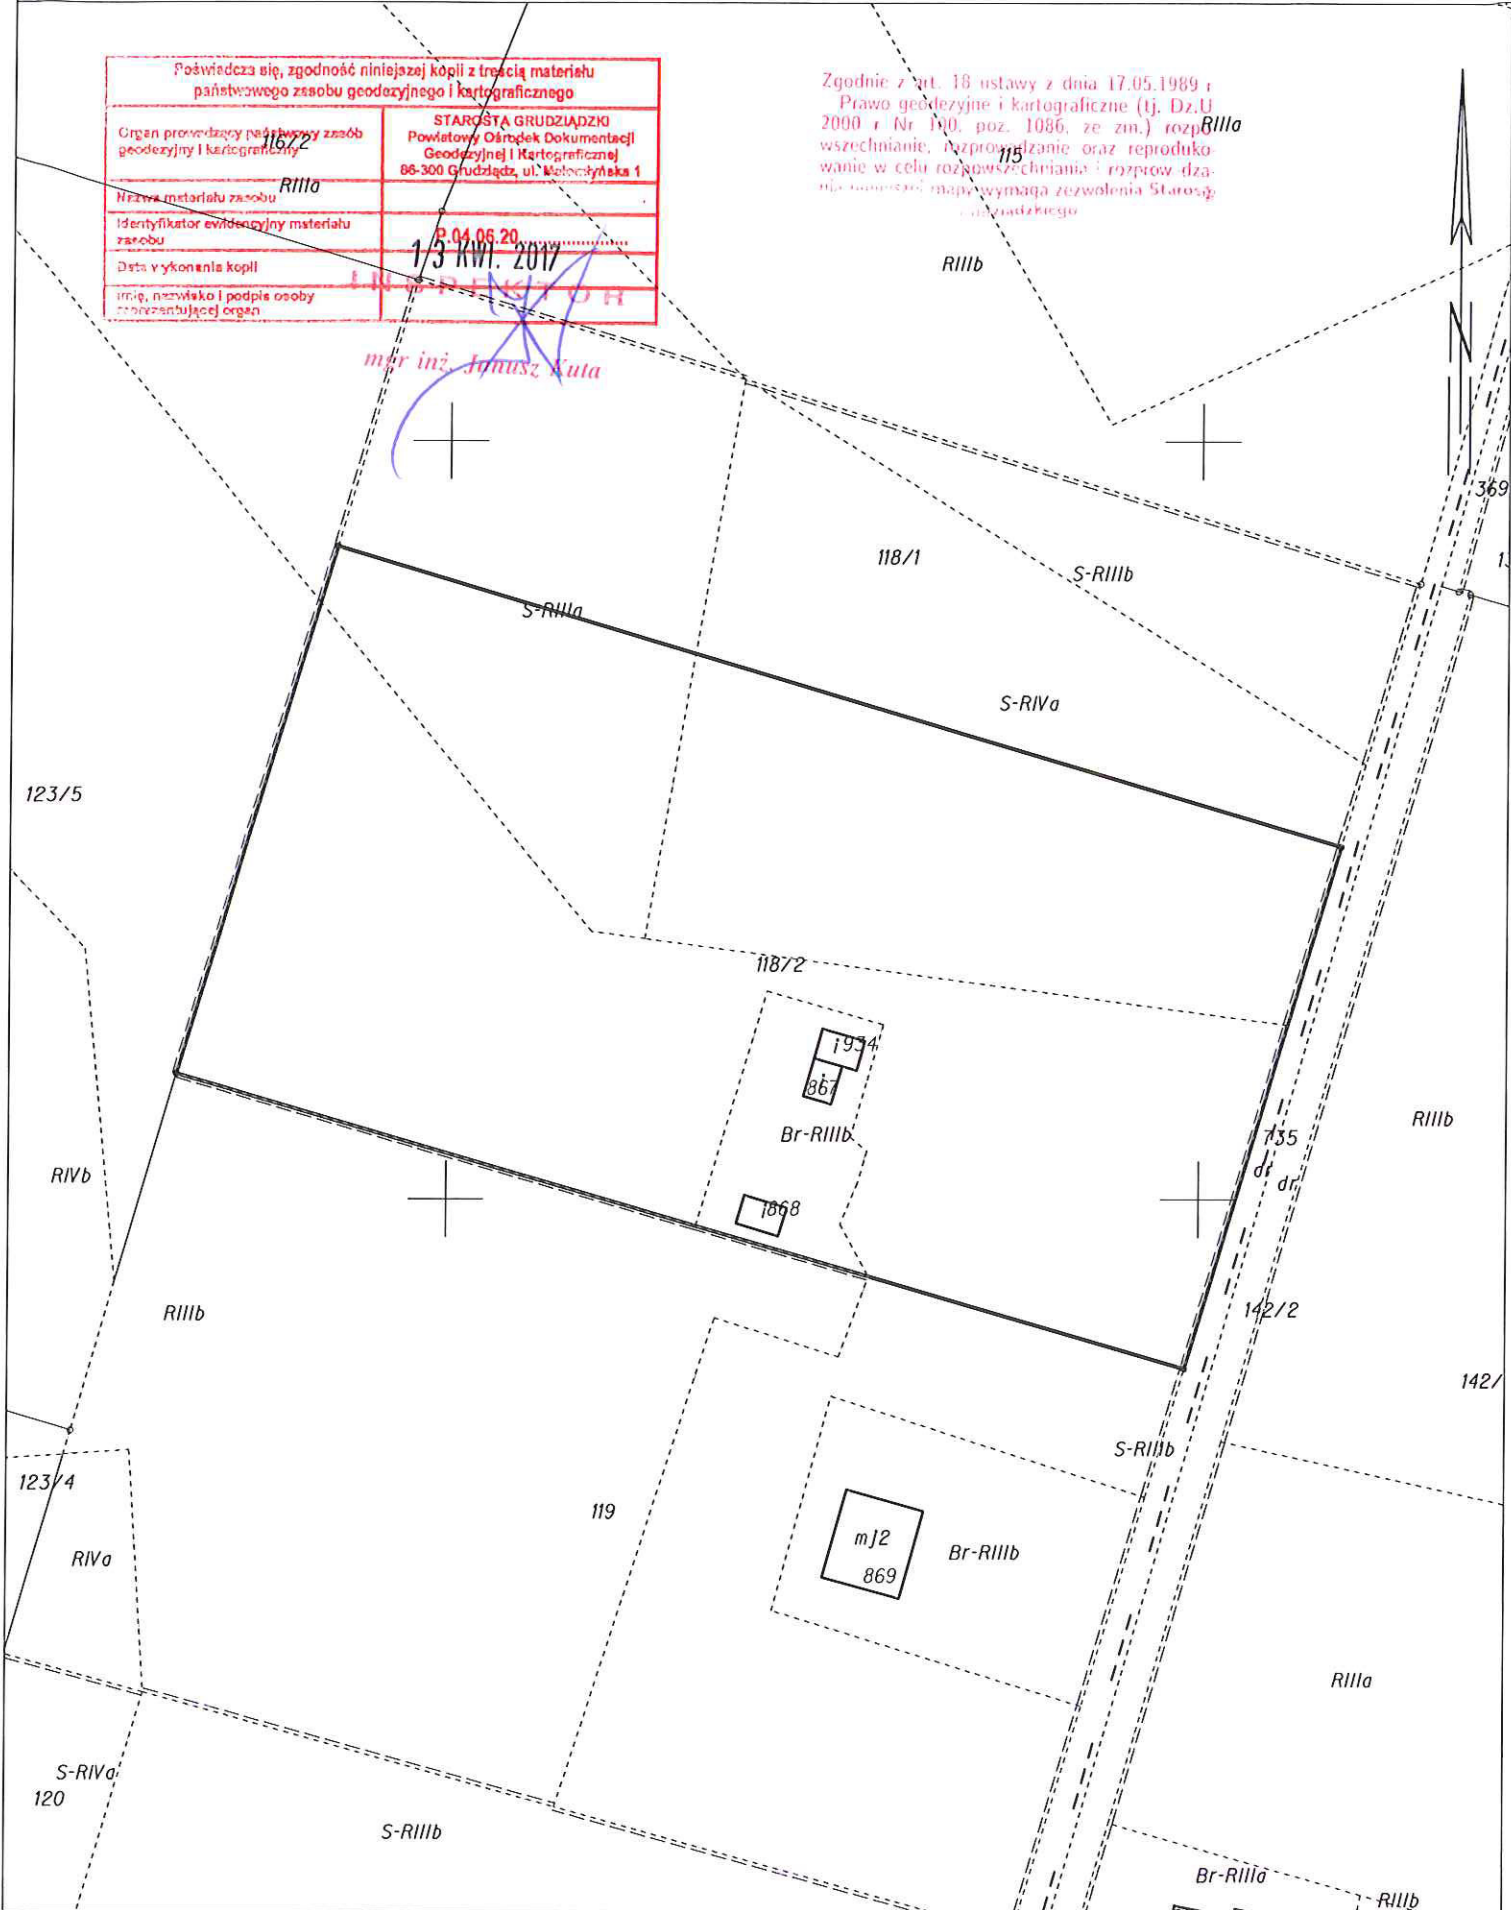 Poświadcza się, zgodność niniejszej kopii z treścią materiału
państwowego zasobu geodezyjnego i kartograficznego
Organ prowadzący państwowy zasób
geodezyjny i kartograficzny
STAROSTA GRUDZIĄDZKI
Powiatowy Ośrodek Dokumentacji
Geodezyjnej i Kartograficznej
86-300 Grudziądz, ul. Małomłyńska 1
Nazwa materiału zasobu
Identyfikator ewidencyjny materiału
zasobu
P.04.06.20
Data wykonania kopii
13 KWI. 2017
imię, nazwisko i podpis osoby
reprezentującej organ
INSPEKTOR
mgr inż. Janusz Kuta
Zgodnie z art. 18 ustawy z dnia 17.05.1989 r
Prawo geodezyjne i kartograficzne (tj. Dz.U
2000 r Nr 100, poz. 1086, ze zm.) rozpo
wszechnianie, rozprowadzanie oraz reproduko-
wanie w celu rozpowszechniania i rozprow dza-
mapy wymaga zezwolenia
116/2
RIIIa
RIIIa
115
RIIIb
N
369
118/1
S-RIIIb
S-RIIIa
S-RIVa
123/5
118/2
i 934
i
867
Br-RIIIb
RIIIb
735
dr
dr
RIVb
i868
RIIIb
142/2
142/
S-RIIIb
123/4
119
mj2
869
Br-RIIIb
RIVa
RIIIa
S-RIVa
120
S-RIIIb
Br-RIIIa
RIIIb